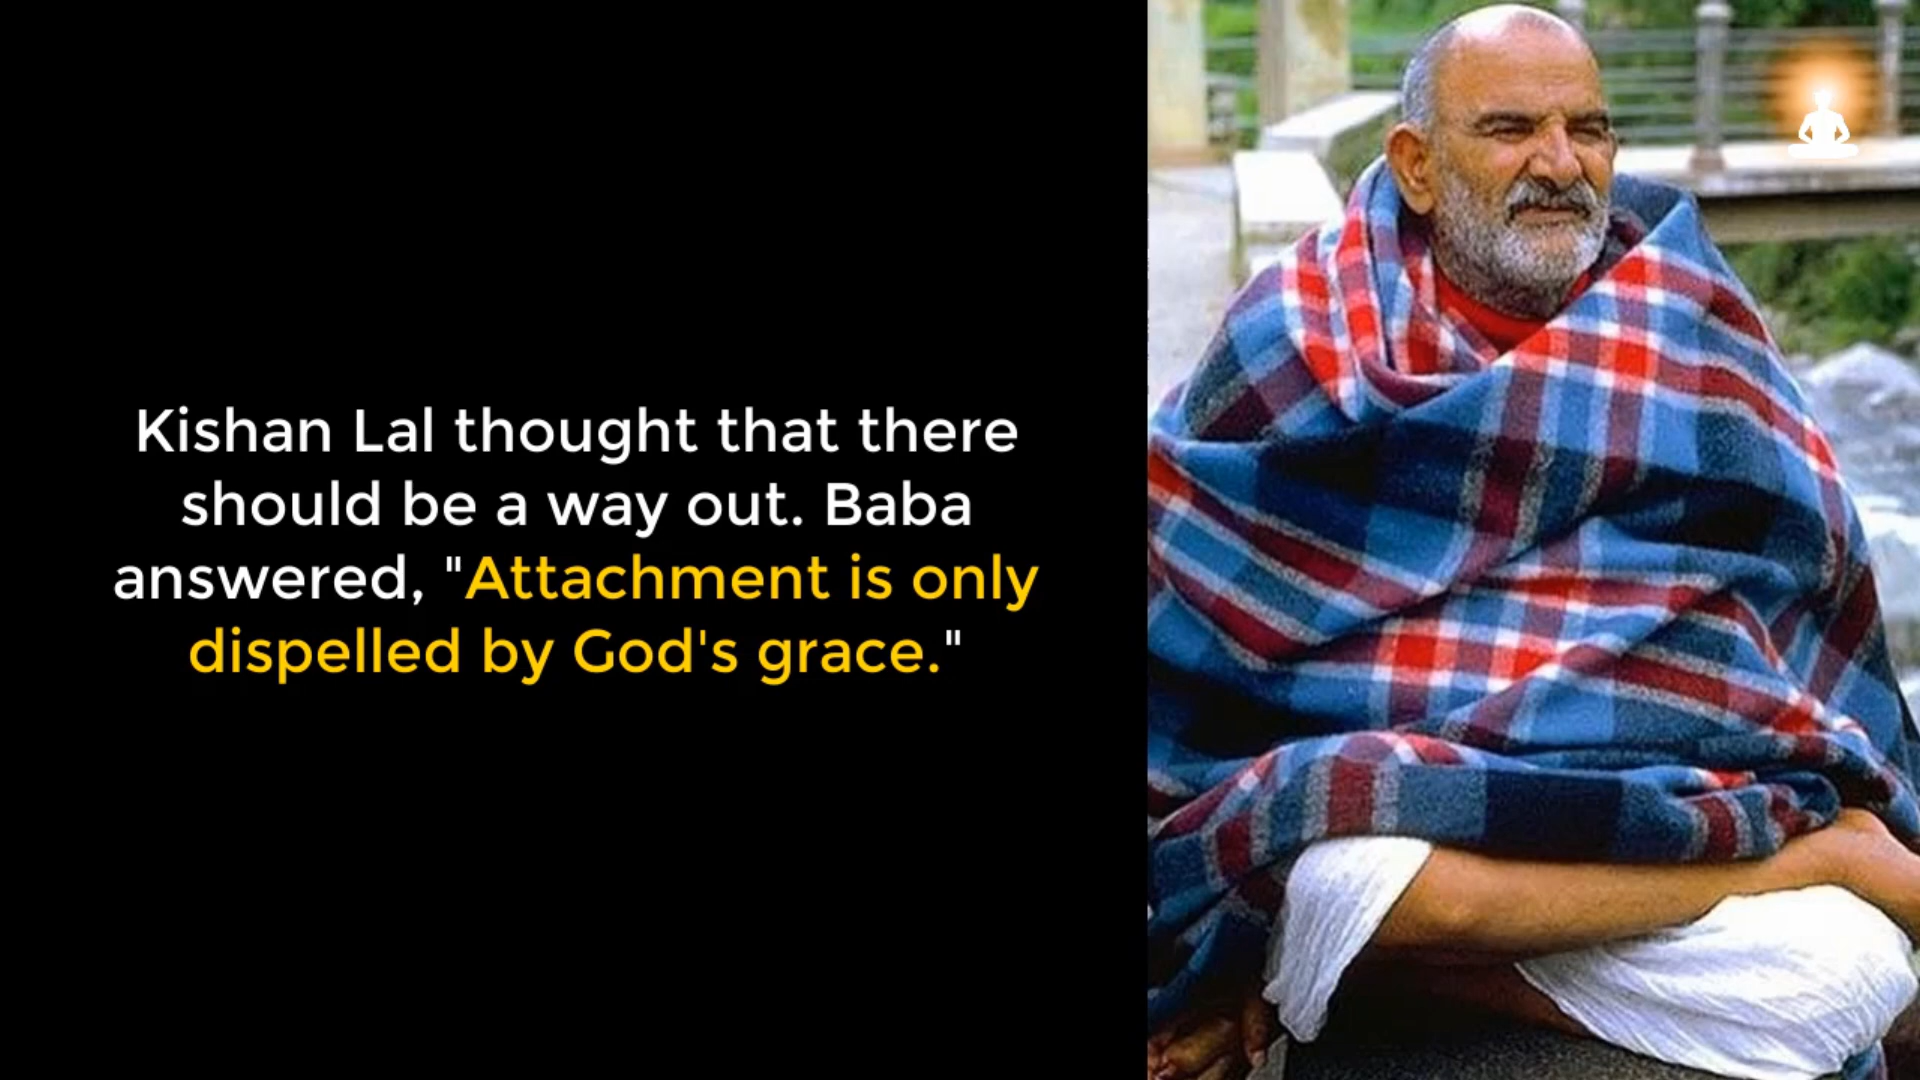 Kishan Lal thought that there
should be a way out. Baba
answered, "Attachment is only
dispelled by God's grace."